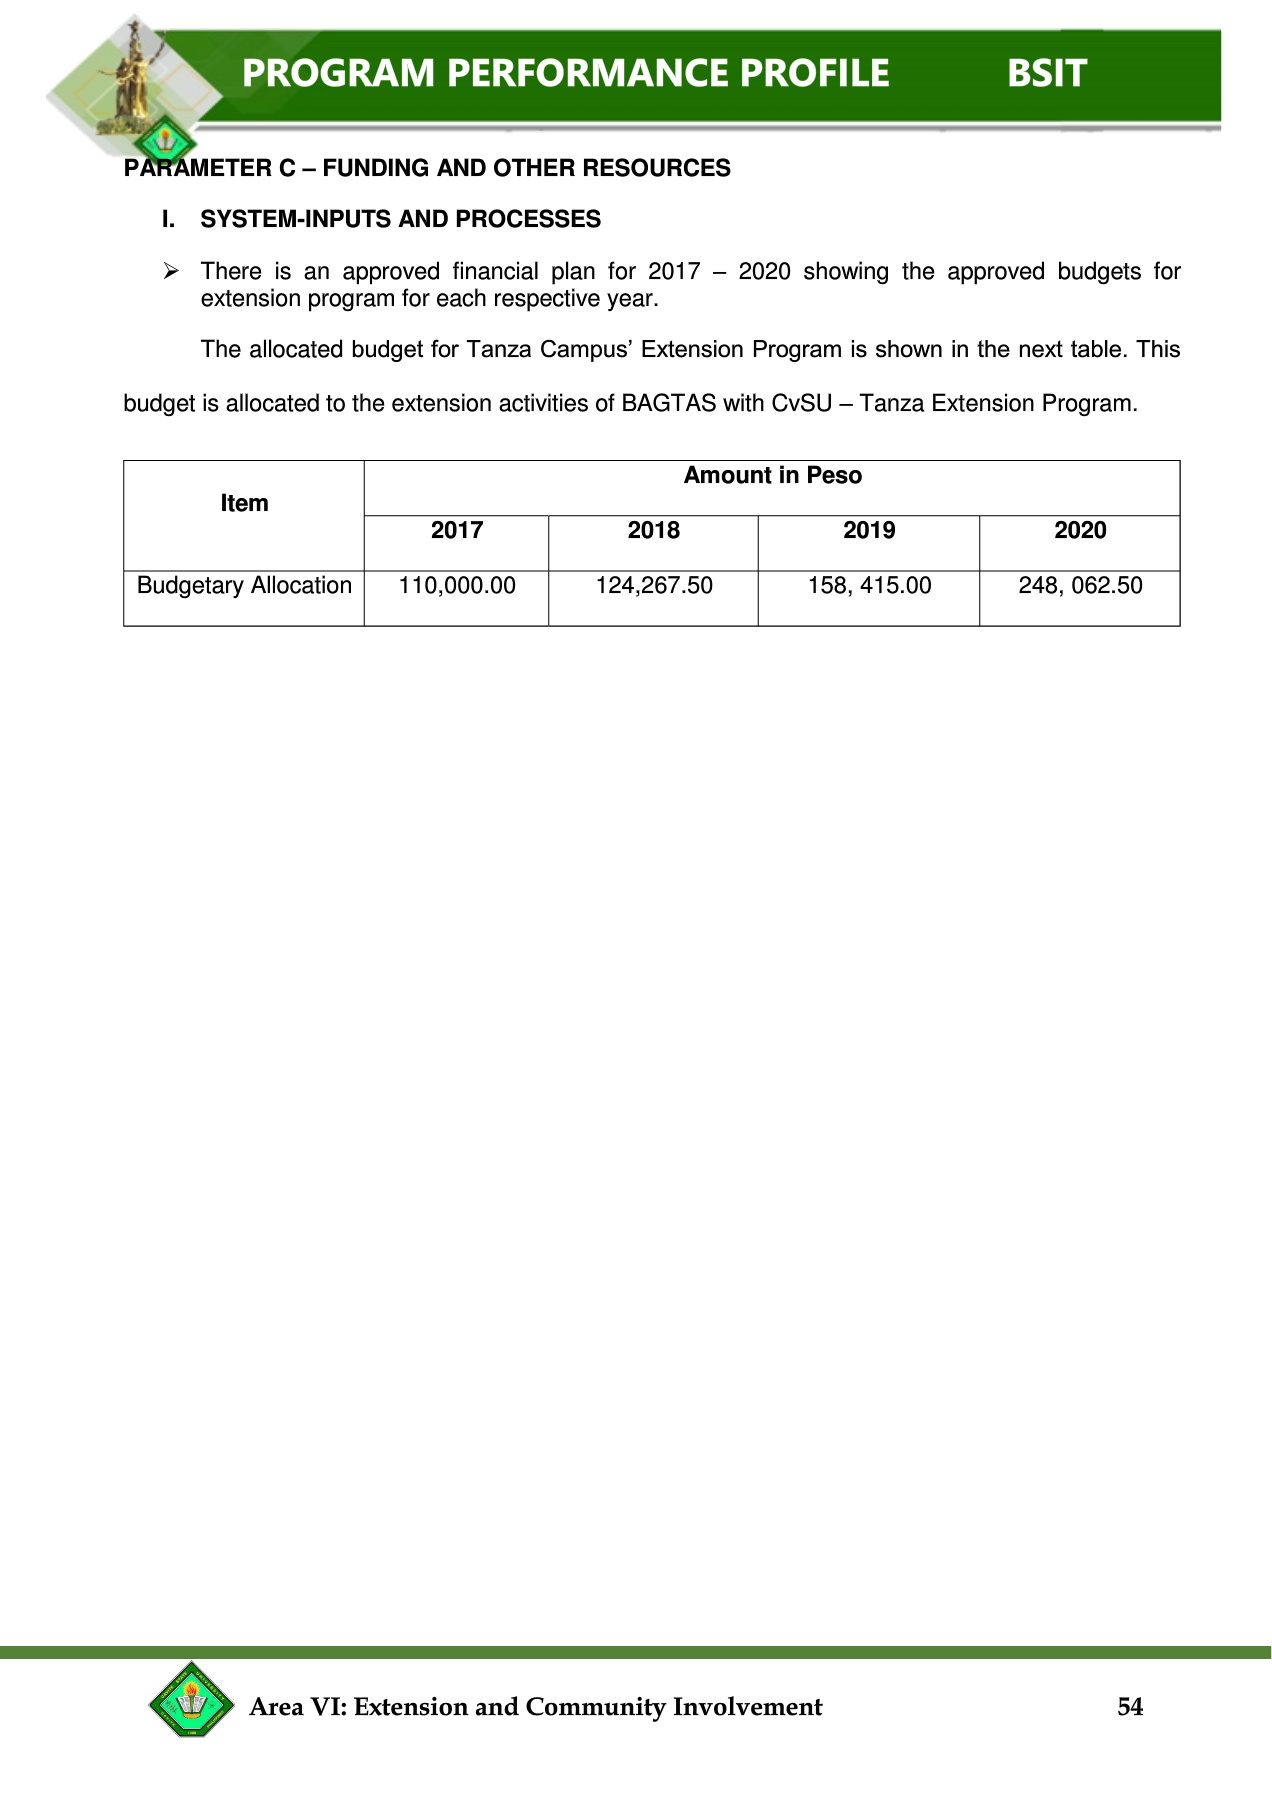 PROGRAM PERFORMANCE PROFILE BSIT
PARAMETER C – FUNDING AND OTHER RESOURCES
I. SYSTEM-INPUTS AND PROCESSES
➢ There is an approved financial plan for 2017 – 2020 showing the approved budgets for
extension program for each respective year.
The allocated budget for Tanza Campus’ Extension Program is shown in the next table. This
budget is allocated to the extension activities of BAGTAS with CvSU – Tanza Extension Program.
Item Amount in Peso
2017 2018 2019 2020
Budgetary Allocation 110,000.00 124,267.50 158, 415.00 248, 062.50
Area VI: Extension and Community Involvement 54